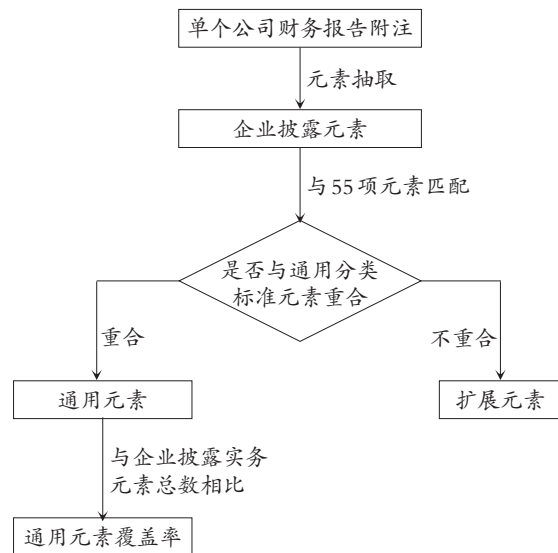 单个公司财务报告附注
元素抽取
企业披露元素
与55项元素匹配
是否与通用分类
标准元素重合
重合
不重合
通用元素
扩展元素
与企业披露实务
元素总数相比
通用元素覆盖率